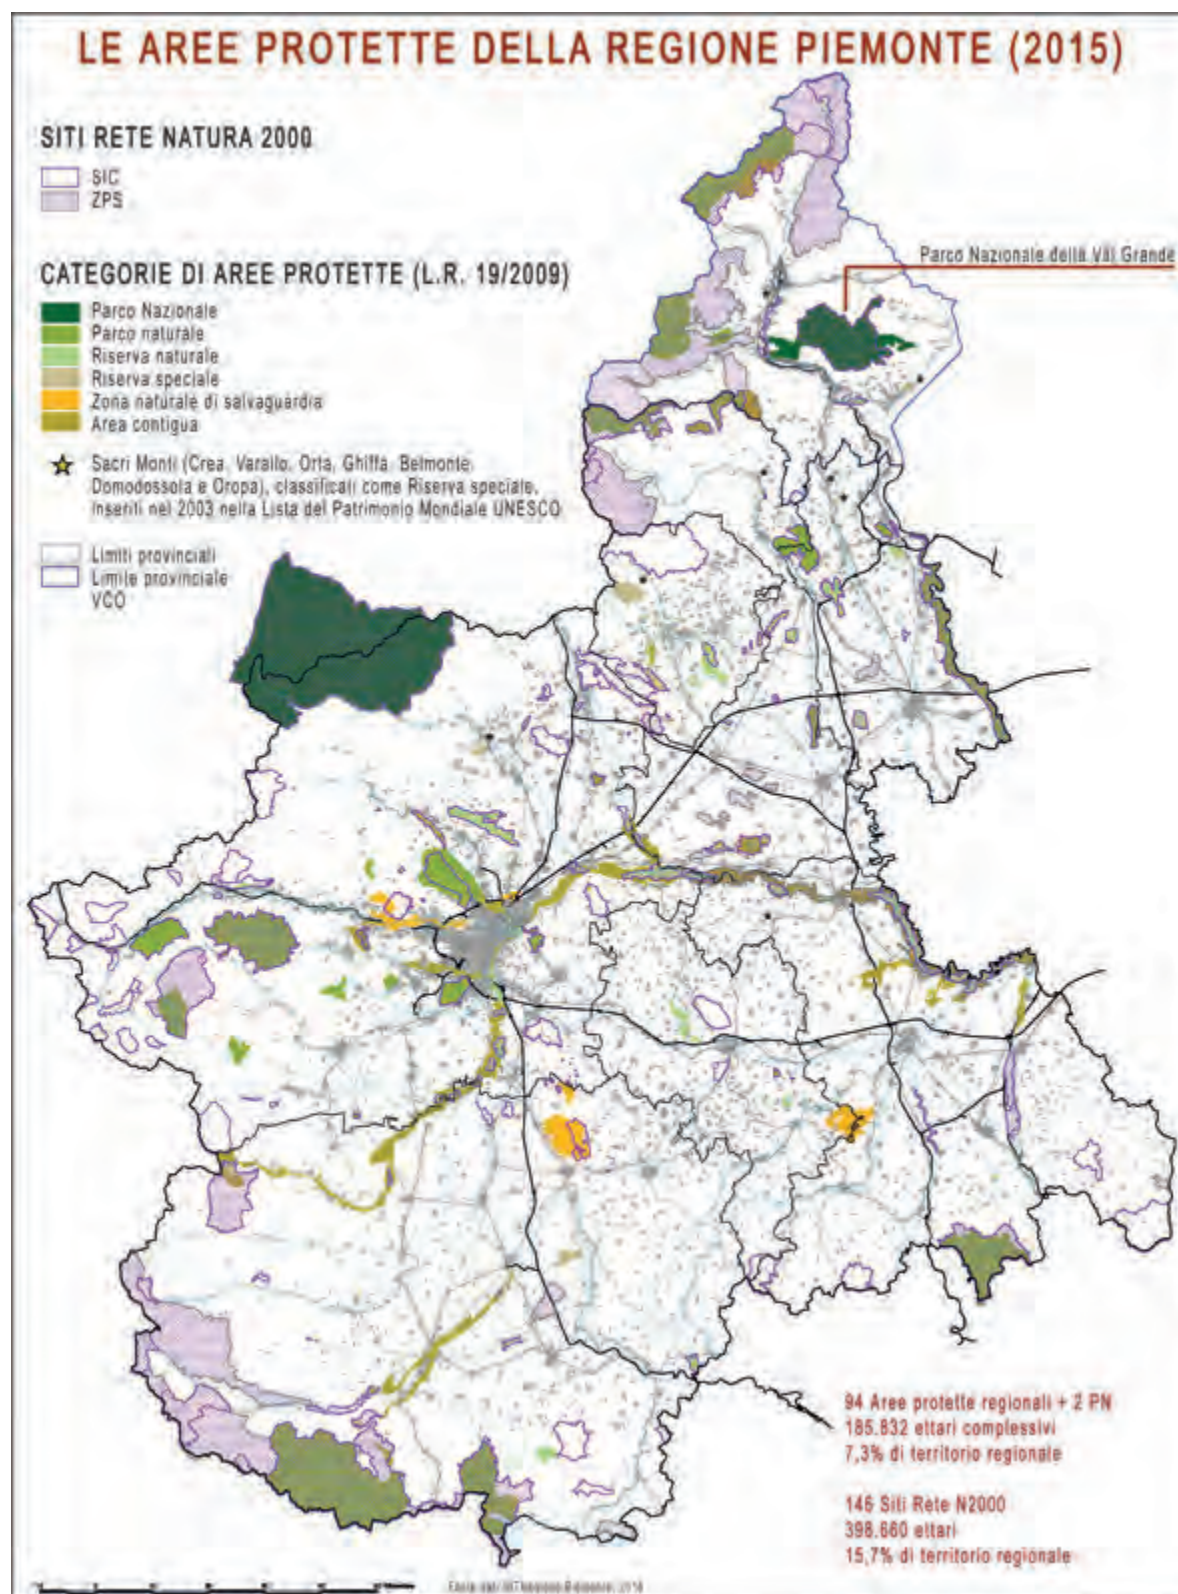 LE AREE PROTETTE DELLA REGIONE PIEMONTE (2015)
SITI RETE NATURA 2000
SIC
ZPS
Parco Nazionale della Val Grande
CATEGORIE DI AREE PROTETTE (L.R. 19/2009)
Parco Nazionale
Parco naturale
Riserva naturale
Riserva speciale
Zona naturale di salvaguardia
Area contigua
Sacri Monti (Crea, Varallo, Orta, Ghiffa, Belmonte,
Domodossola e Oropa), classificati come Riserva speciale,
Inseriti nel 2003 nella Lista del Patrimonio Mondiale UNESCO
Limiti provinciali
Limite provinciale
VCO
94 Aree protette regionali + 2 PN
185.832 ettari complessivi
7,3% di territorio regionale
146 Siti Rete N2000
398.660 ettari
15,7% di territorio regionale